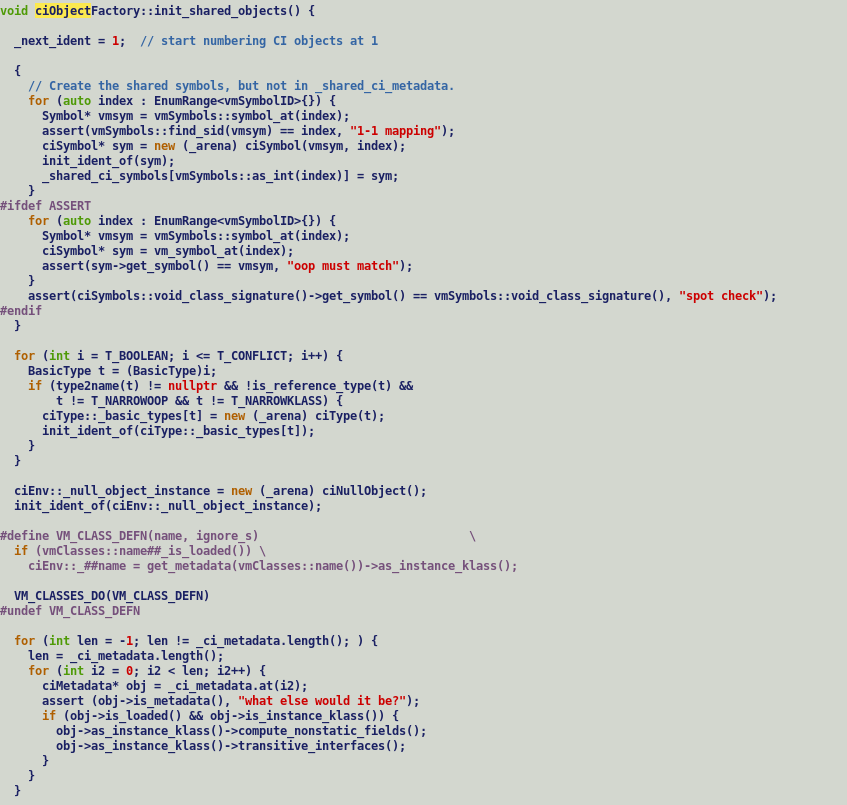 void ciObjectFactory::init_shared_objects() {

  _next_ident = 1;  // start numbering CI objects at 1

  {
    // Create the shared symbols, but not in _shared_ci_metadata.
    for (auto index : EnumRange<vmSymbolID>{}) {
      Symbol* vmsym = vmSymbols::symbol_at(index);
      assert(vmSymbols::find_sid(vmsym) == index, "1-1 mapping");
      ciSymbol* sym = new (_arena) ciSymbol(vmsym, index);
      init_ident_of(sym);
      _shared_ci_symbols[vmSymbols::as_int(index)] = sym;
    }
#ifdef ASSERT
    for (auto index : EnumRange<vmSymbolID>{}) {
      Symbol* vmsym = vmSymbols::symbol_at(index);
      ciSymbol* sym = vm_symbol_at(index);
      assert(sym->get_symbol() == vmsym, "oop must match");
    }
    assert(ciSymbols::void_class_signature()->get_symbol() == vmSymbols::void_class_signature(), "spot check");
#endif
  }

  for (int i = T_BOOLEAN; i <= T_CONFLICT; i++) {
    BasicType t = (BasicType)i;
    if (type2name(t) != nullptr && !is_reference_type(t) &&
        t != T_NARROWOOP && t != T_NARROWKLASS) {
      ciType::_basic_types[t] = new (_arena) ciType(t);
      init_ident_of(ciType::_basic_types[t]);
    }
  }

  ciEnv::_null_object_instance = new (_arena) ciNullObject();
  init_ident_of(ciEnv::_null_object_instance);

#define VM_CLASS_DEFN(name, ignore_s)                              \
  if (vmClasses::name##_is_loaded()) \
    ciEnv::_##name = get_metadata(vmClasses::name())->as_instance_klass();

  VM_CLASSES_DO(VM_CLASS_DEFN)
#undef VM_CLASS_DEFN

  for (int len = -1; len != _ci_metadata.length(); ) {
    len = _ci_metadata.length();
    for (int i2 = 0; i2 < len; i2++) {
      ciMetadata* obj = _ci_metadata.at(i2);
      assert (obj->is_metadata(), "what else would it be?");
      if (obj->is_loaded() && obj->is_instance_klass()) {
        obj->as_instance_klass()->compute_nonstatic_fields();
        obj->as_instance_klass()->transitive_interfaces();
      }
    }
  }